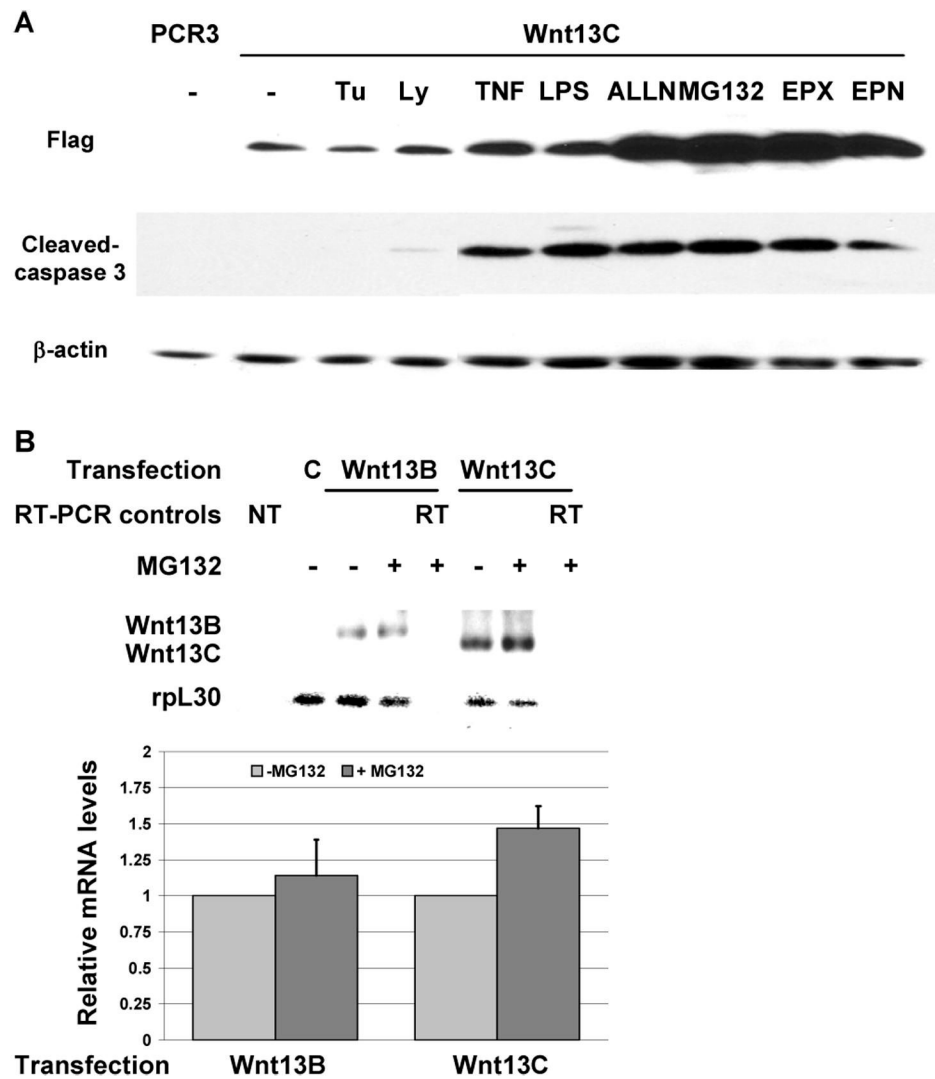 A
PCR3 Wnt13C
- - Tu Ly TNF LPS ALLN MG132 EPX EPN
Flag
Cleaved-
caspase 3
β-actin
B
Transfection C Wnt13B Wnt13C
RT-PCR controls NT RT RT
MG132 - - + + - + +
Wnt13B
Wnt13C
rpL30
2
-MG132 + MG132
1.75
1.5
1.25
1
0.75
0.5
0.25
0
Relative mRNA levels
Transfection Wnt13B Wnt13C